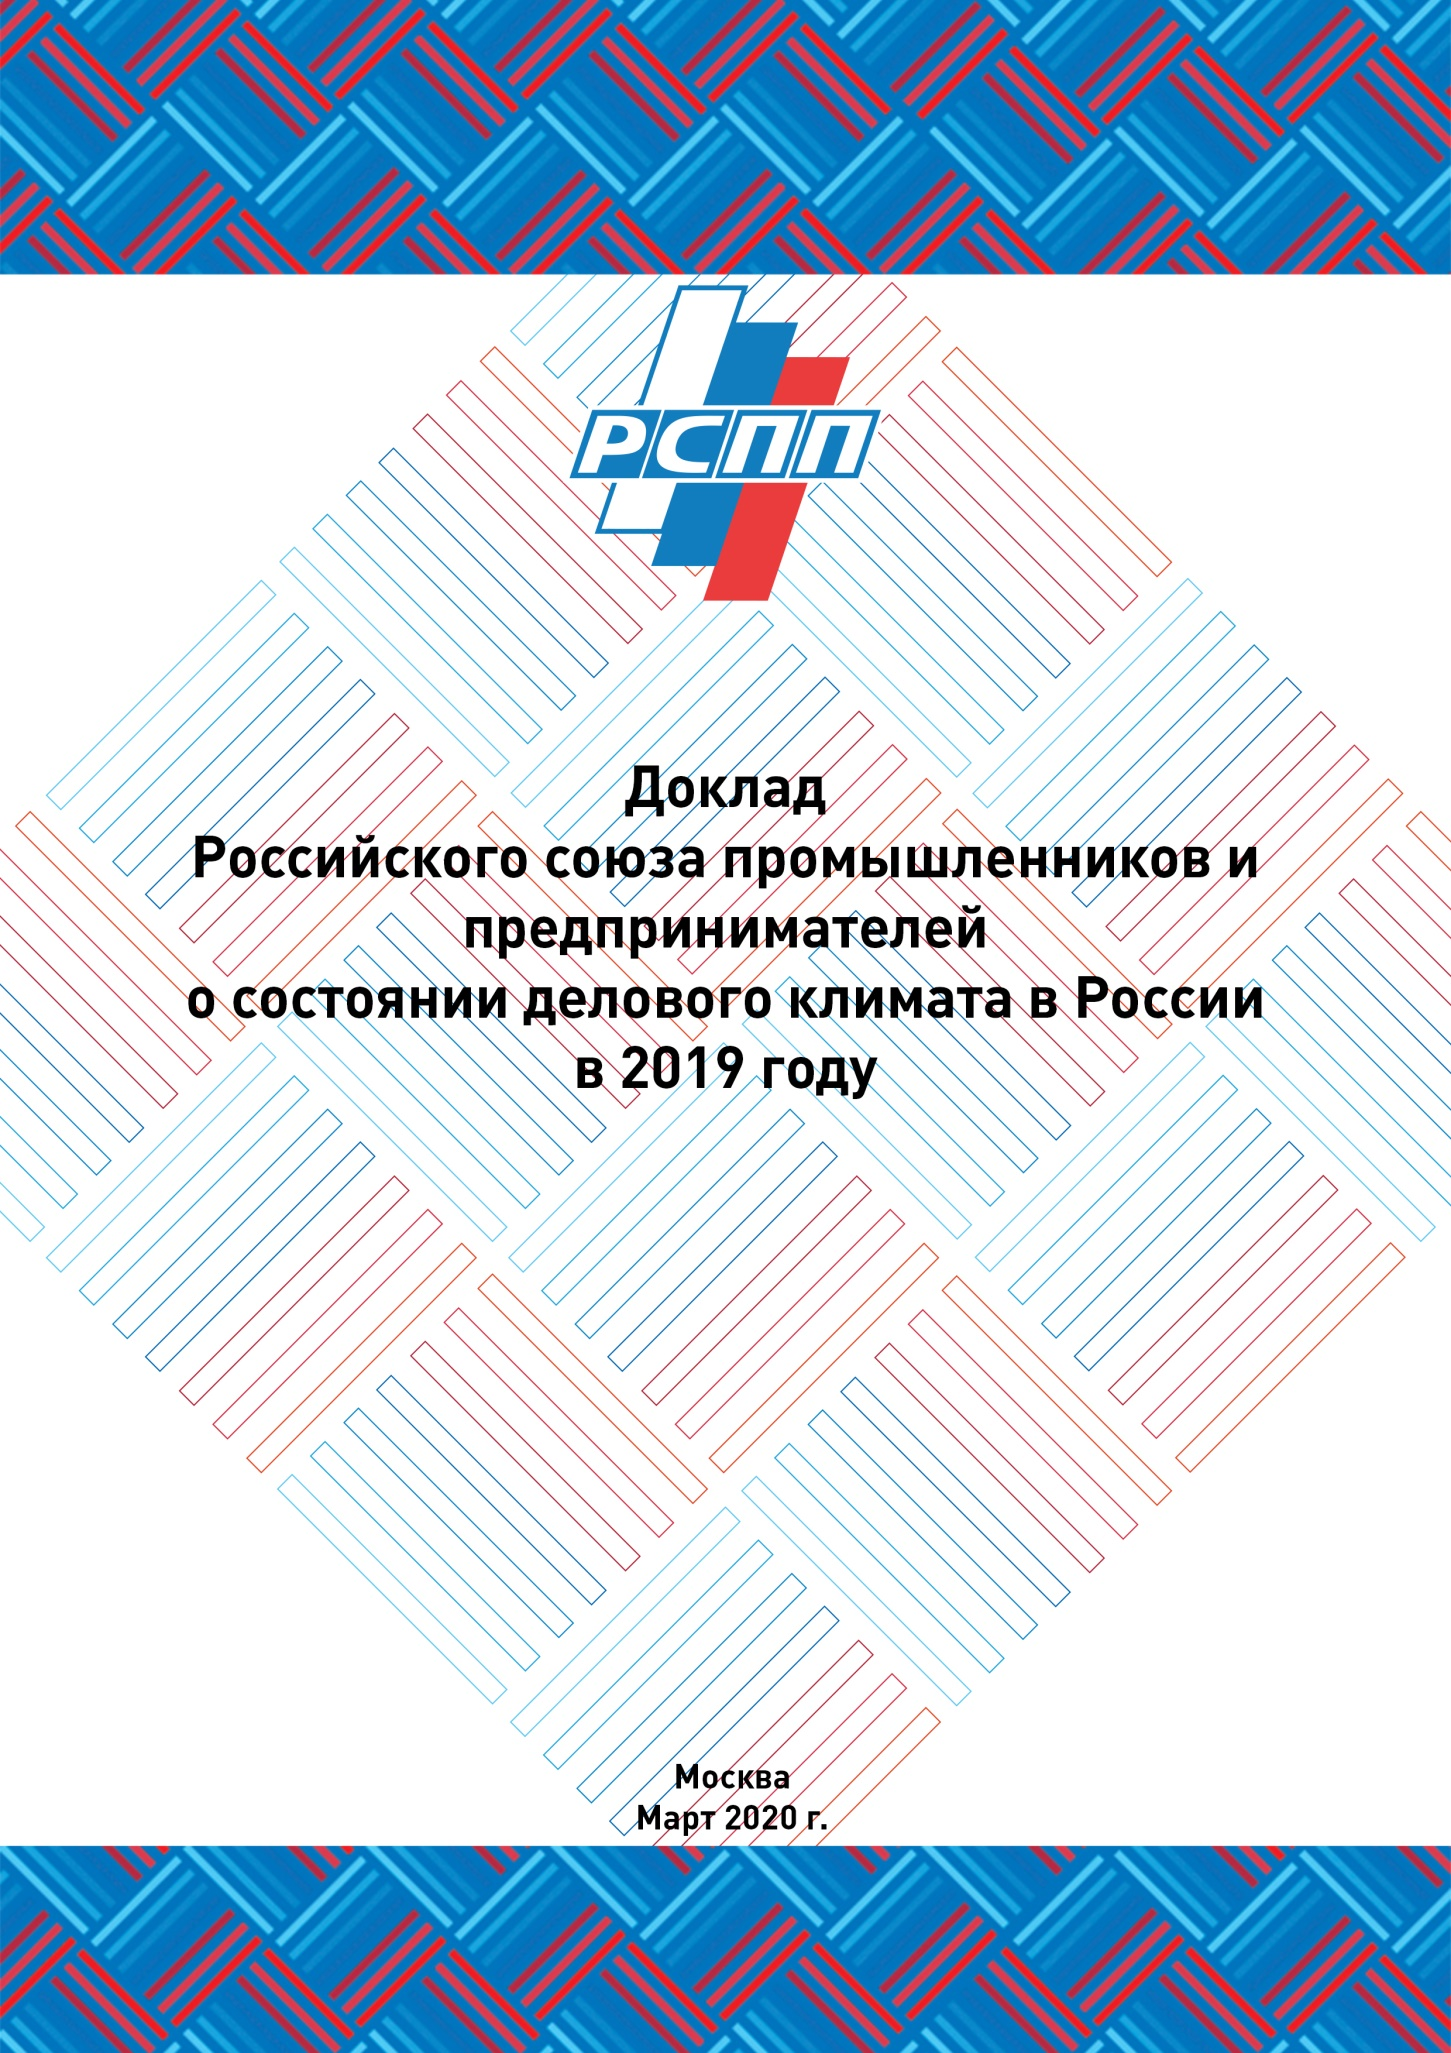 РСПП
Доклад
Российского союза промышленников и
предпринимателей
о состоянии делового климата в России
в 2019 году
Москва
Март 2020 г.